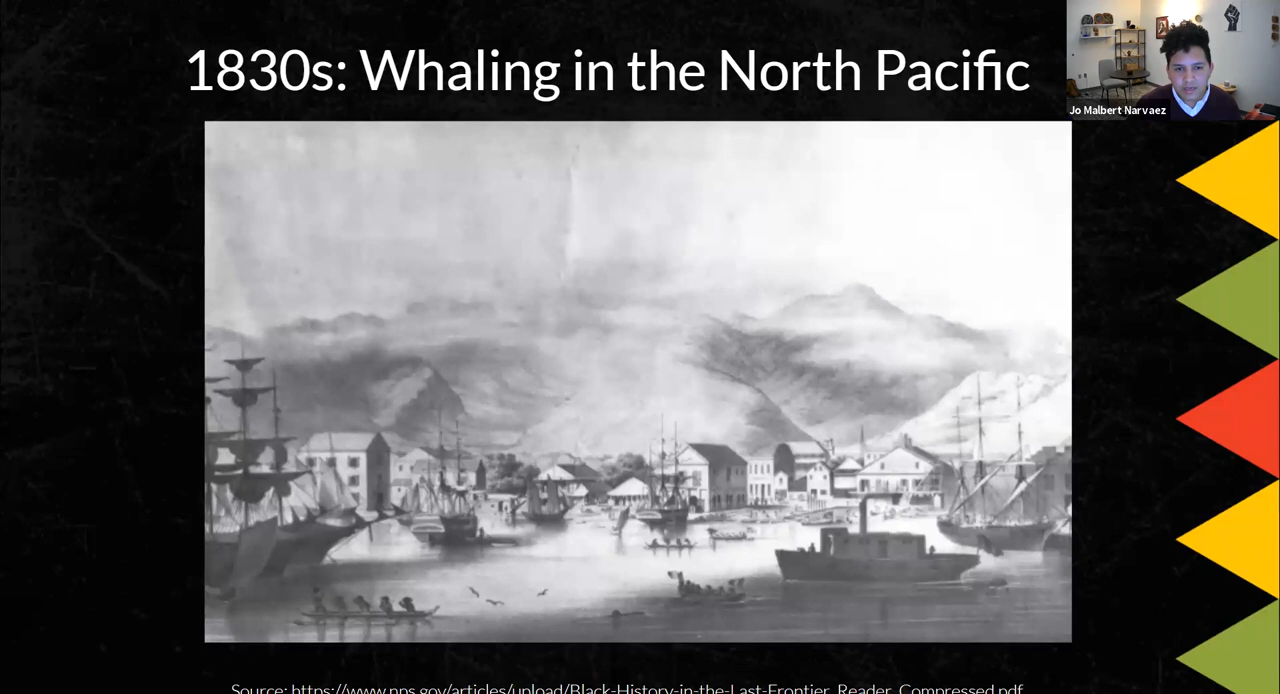 1830s: Whaling in the North Pacific
Jo Malbert Narvaez
Source: https://www.nps.gov/articles/upload/Black-History-in-the-Last-Frontier_Reader_Compressed.pdf